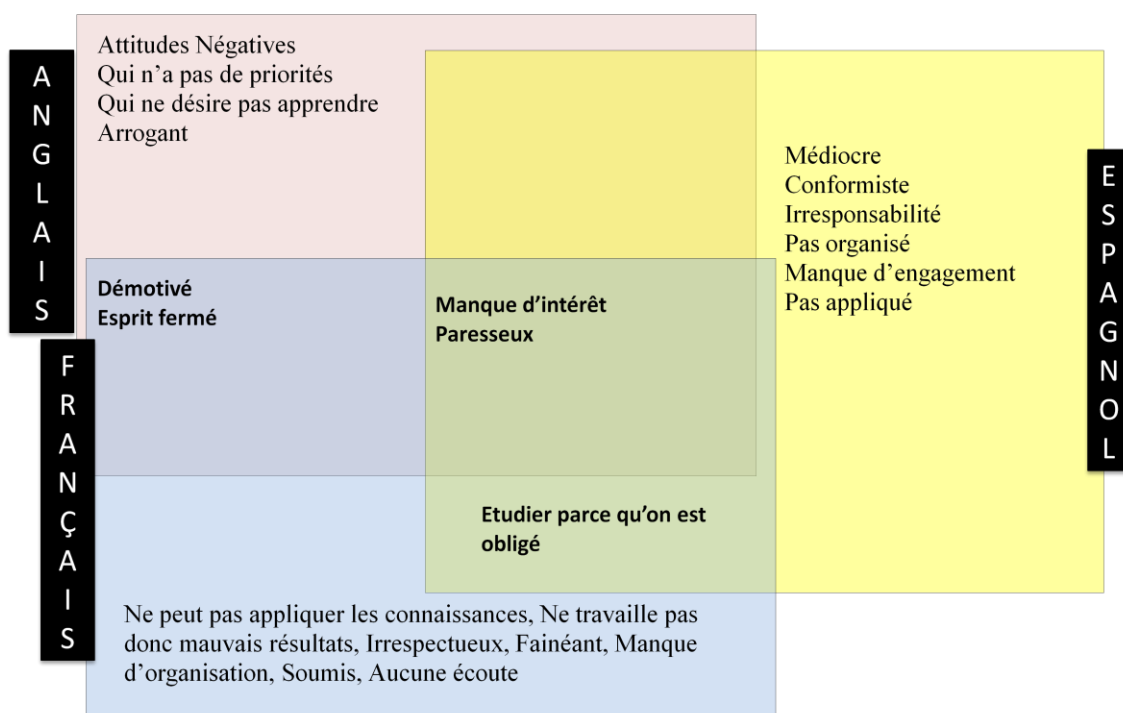 ANGLAIS
Attitudes Négatives
Qui n’a pas de priorités
Qui ne désire pas apprendre
Arrogant
Médiocre
Conformiste
Irresponsabilité
Pas organisé
Manque d’engagement
Pas appliqué
ESPAGNOL
Démotivé
Esprit fermé
Manque d’intérêt
Paresseux
FRANÇAIS
Etudier parce qu’on est
obligé
Ne peut pas appliquer les connaissances, Ne travaille pas
donc mauvais résultats, Irrespectueux, Fainéant, Manque
d’organisation, Soumis, Aucune écoute